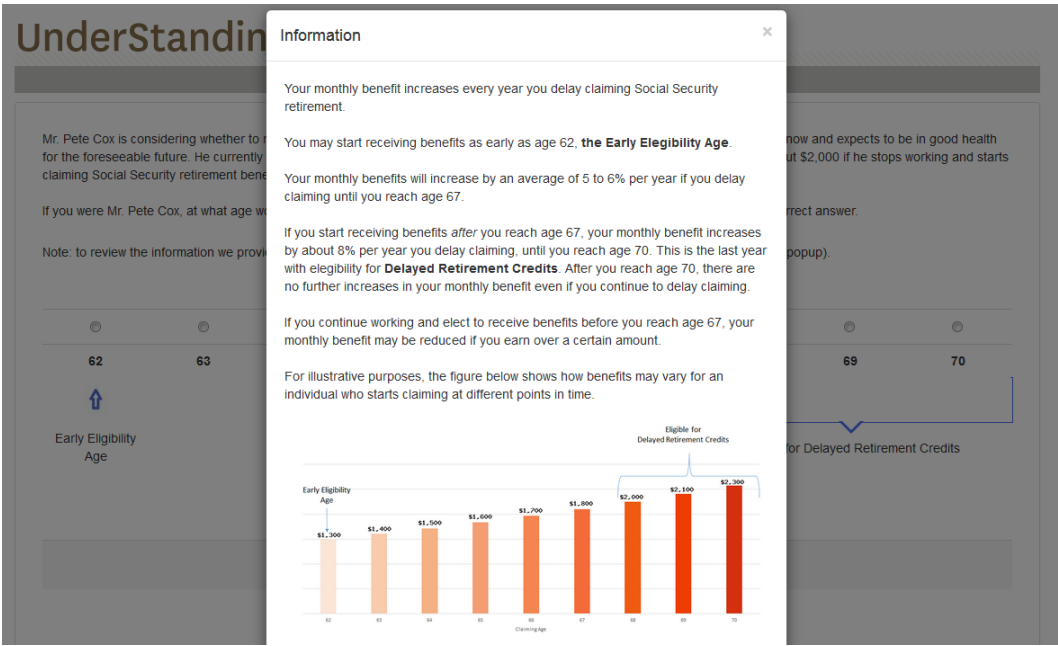 UnderStandin
Information
×
Your monthly benefit increases every year you delay claiming Social Security
retirement.
You may start receiving benefits as early as age 62, the Early Elegibility Age.
Your monthly benefits will increase by an average of 5 to 6% per year if you delay
claiming until you reach age 67.
If you start receiving benefits after you reach age 67, your monthly benefit increases
by about 8% per year you delay claiming, until you reach age 70. This is the last year
with elegibility for Delayed Retirement Credits. After you reach age 70, there are
no further increases in your monthly benefit even if you continue to delay claiming.
If you continue working and elect to receive benefits before you reach age 67, your
monthly benefit may be reduced if you earn over a certain amount.
For illustrative purposes, the figure below shows how benefits may vary for an
individual who starts claiming at different points in time.
Eligible for
Delayed Retirement Credits
Early Eligibility
Age
$1,300 $1,400 $1,500 $1,600 $1,700 $1,800 $2,000 $2,100 $2,300
62 63 64 65 66 67 68 69 70
Claiming Age
Mr. Pete Cox is considering whether to r
now and expects to be in good health
for the foreseeable future. He currently
ut $2,000 if he stops working and starts
claiming Social Security retirement bene
If you were Mr. Pete Cox, at what age wo
rrect answer.
Note: to review the information we provi
popup).
62 63 69 70
Early Eligibility
Age
for Delayed Retirement Credits